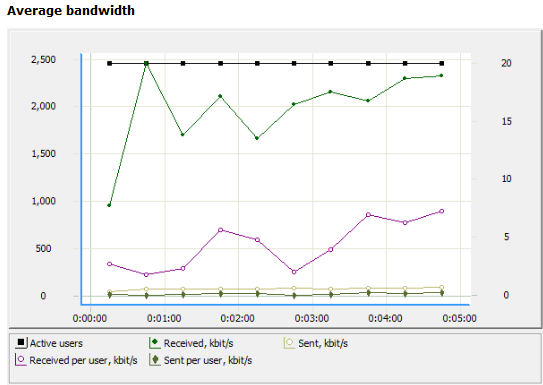 Average bandwidth
2,500
2,000
1,500
1,000
500
0
20
15
10
5
0
0:00:00 0:01:00 0:02:00 0:03:00 0:04:00 0:05:00
Active users Received, kbit/s Sent, kbit/s
Received per user, kbit/s Sent per user, kbit/s